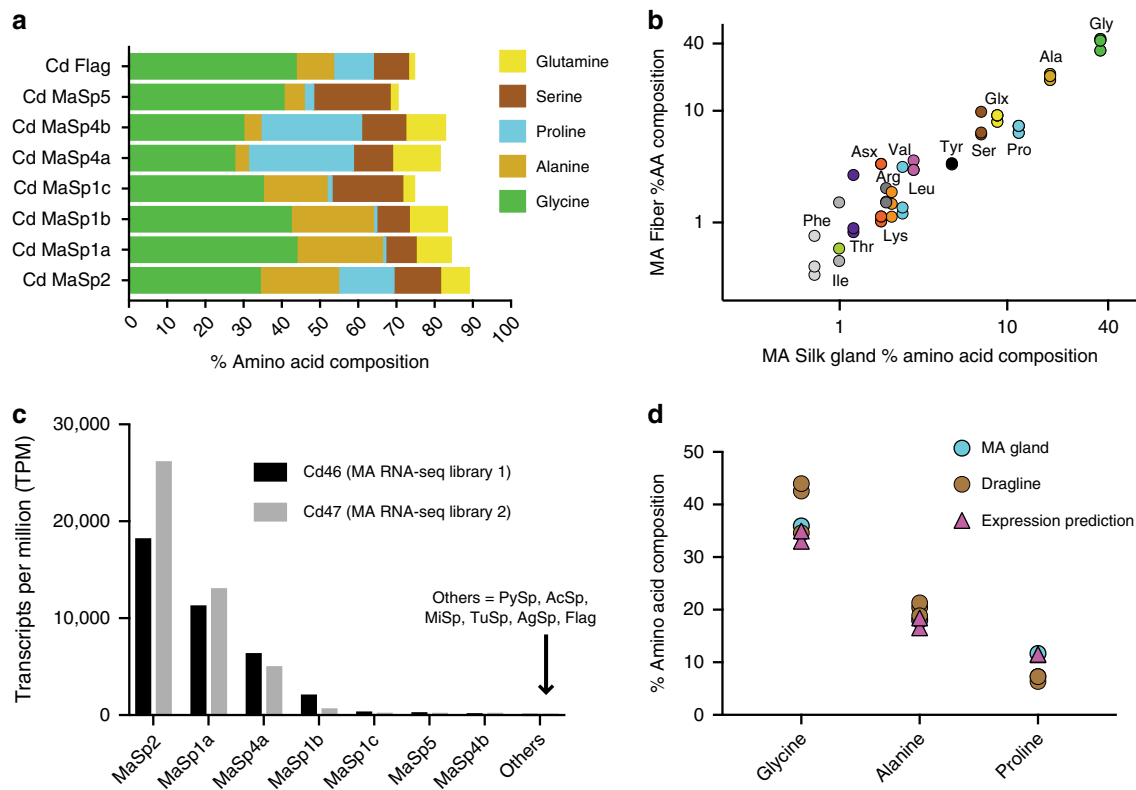 a
Cd Flag
Cd MaSp5
Cd MaSp4b
Cd MaSp4a
Cd MaSp1c
Cd MaSp1b
Cd MaSp1a
Cd MaSp2
0 10 20 30 40 50 60 70 80 90 100
% Amino acid composition
Glutamine
Serine
Proline
Alanine
Glycine
b
MA Fiber %AA composition
40
10
1
Gly
Ala
Glx
Ser
Pro
Tyr
Asx
Val
Arg
Leu
Lys
Thr
Phe
Ile
1 10 40
MA Silk gland % amino acid composition
c
Transcripts per million (TPM)
30,000
20,000
10,000
0
Cd46 (MA RNA-seq library 1)
Cd47 (MA RNA-seq library 2)
Others = PySp, AcSp,
MiSp, TuSp, AgSp, Flag
MaSp2 MaSp1a MaSp4a MaSp1b MaSp1c MaSp5 MaSp4b Others
d
% Amino acid composition
50
40
30
20
10
0
MA gland
Dragline
Expression prediction
Glycine Alanine Proline